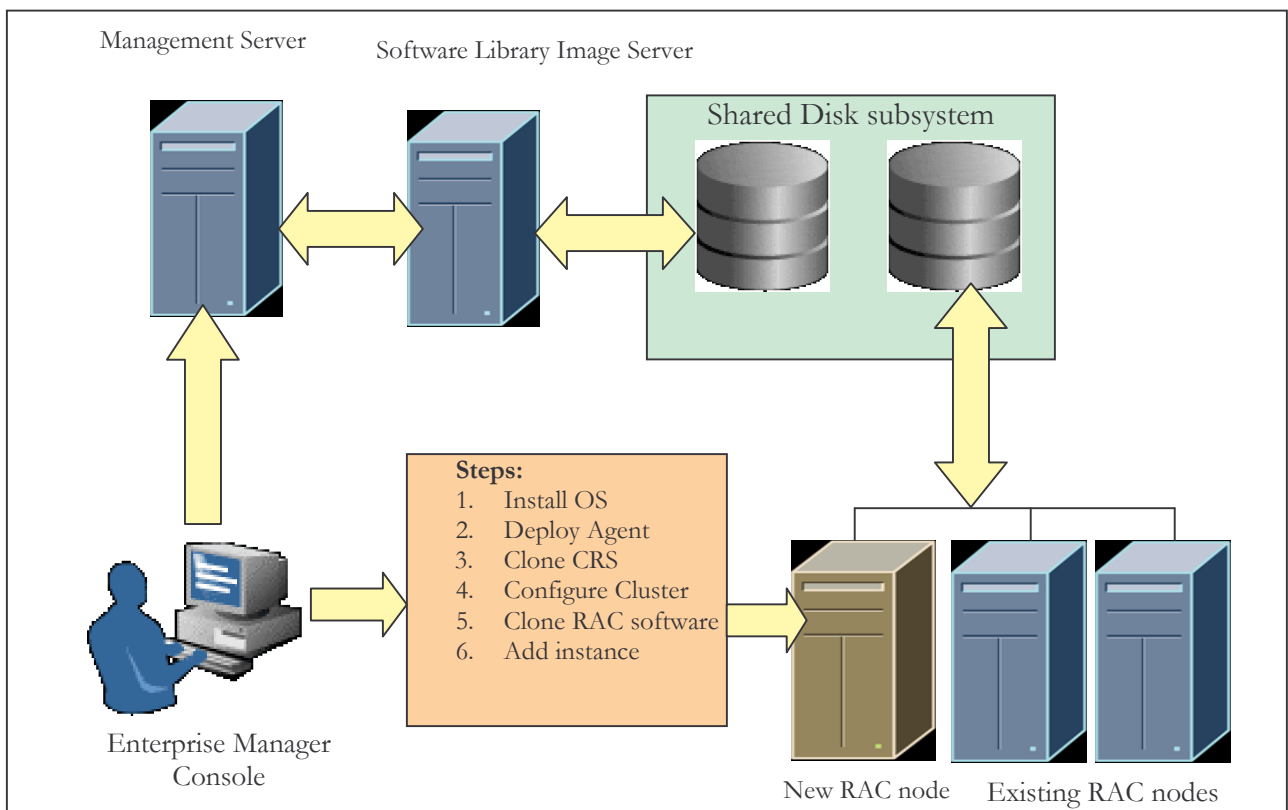 Management Server
Software Library Image Server
Shared Disk subsystem
Steps:
1. Install OS
2. Deploy Agent
3. Clone CRS
4. Configure Cluster
5. Clone RAC software
6. Add instance
Enterprise Manager
Console
New RAC node
Existing RAC nodes